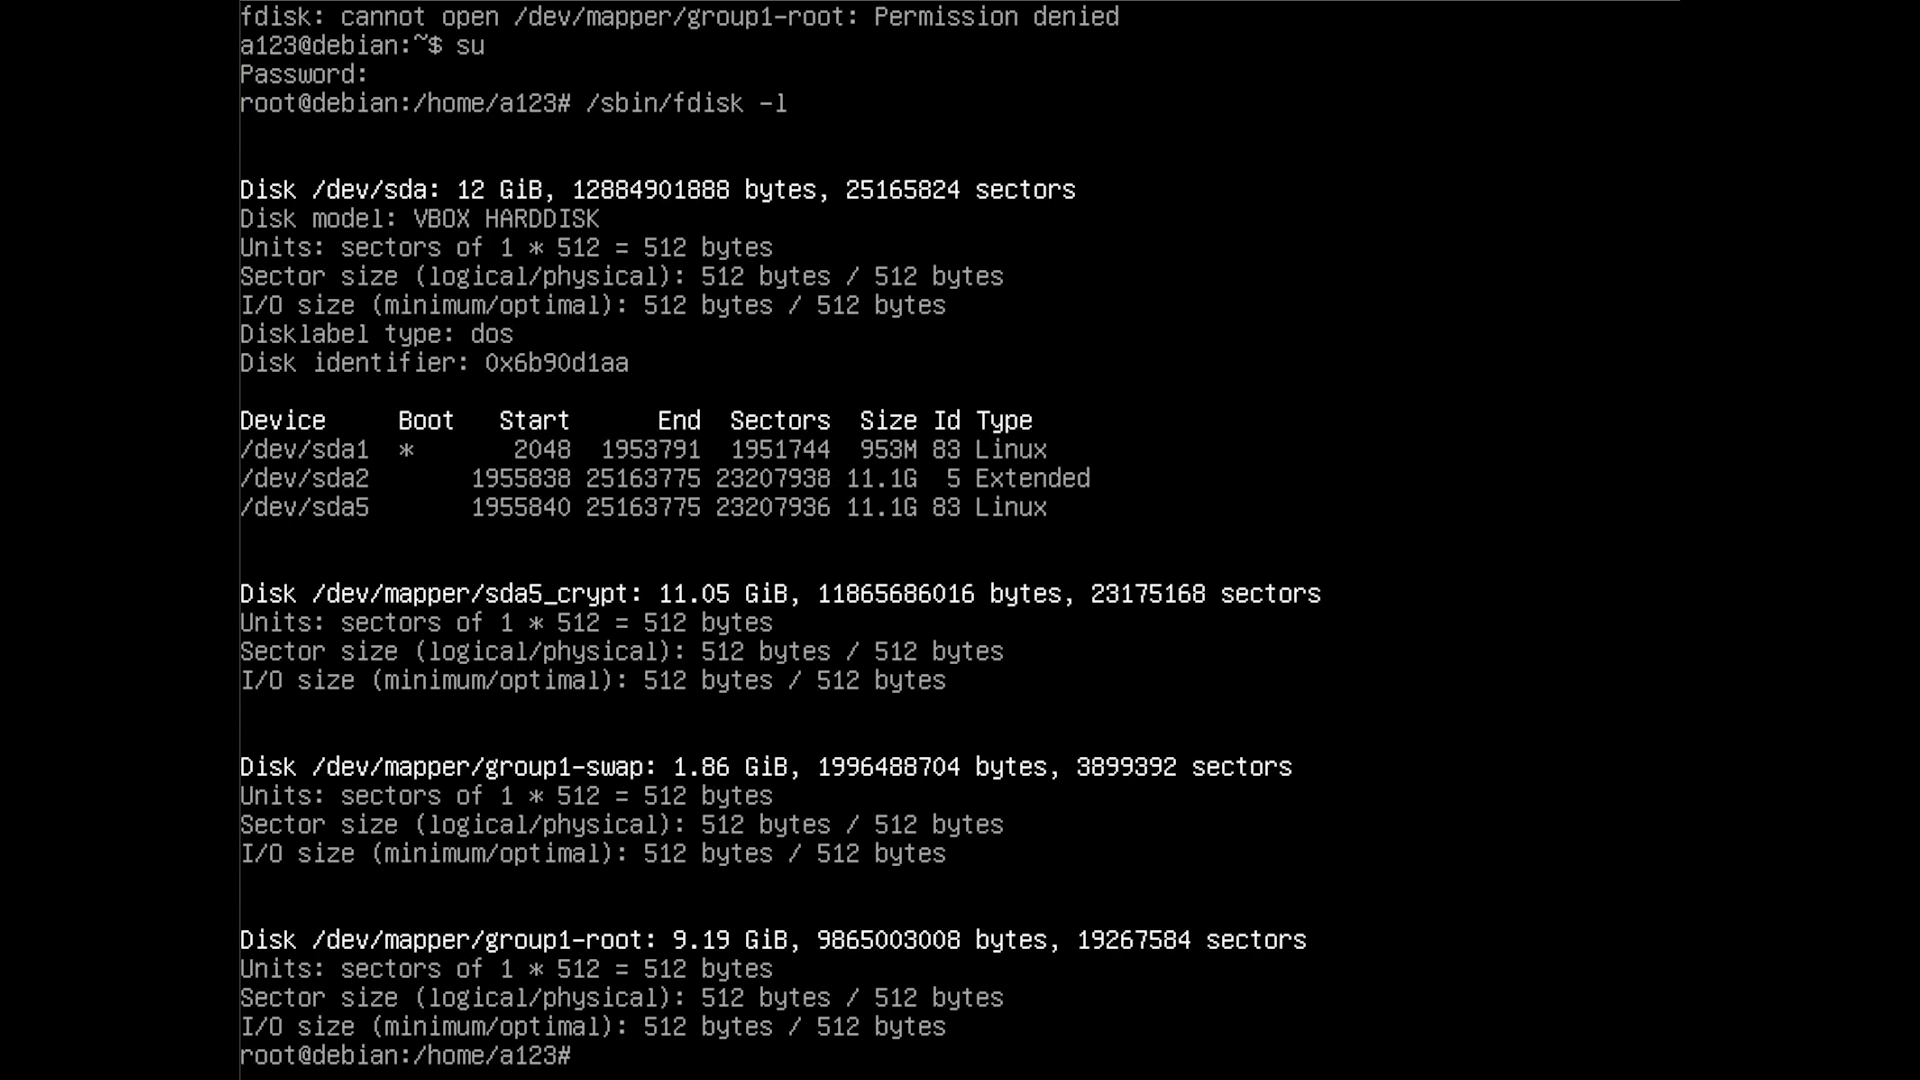 fdisk: cannot open /dev/mapper/group1-root: Permission denied
a123@debian:~$ su
Password:
root@debian:/home/a123# /sbin/fdisk -l
Disk /dev/sda: 12 GiB, 12884901888 bytes, 25165824 sectors
Disk model: VBOX HARDDISK
Units: sectors of 1 * 512 = 512 bytes
Sector size (logical/physical): 512 bytes / 512 bytes
I/O size (minimum/optimal): 512 bytes / 512 bytes
Disklabel type: dos
Disk identifier: 0x6b90d1aa
Device     Boot   Start      End  Sectors  Size Id Type
/dev/sda1  *       2048  1953791  1951744  953M 83 Linux
/dev/sda2       1955838 25163775 23207938 11.1G  5 Extended
/dev/sda5       1955840 25163775 23207936 11.1G 83 Linux
Disk /dev/mapper/sda5_crypt: 11.05 GiB, 11865686016 bytes, 23175168 sectors
Units: sectors of 1 * 512 = 512 bytes
Sector size (logical/physical): 512 bytes / 512 bytes
I/O size (minimum/optimal): 512 bytes / 512 bytes
Disk /dev/mapper/group1-swap: 1.86 GiB, 1996488704 bytes, 3899392 sectors
Units: sectors of 1 * 512 = 512 bytes
Sector size (logical/physical): 512 bytes / 512 bytes
I/O size (minimum/optimal): 512 bytes / 512 bytes
Disk /dev/mapper/group1-root: 9.19 GiB, 9865003008 bytes, 19267584 sectors
Units: sectors of 1 * 512 = 512 bytes
Sector size (logical/physical): 512 bytes / 512 bytes
I/O size (minimum/optimal): 512 bytes / 512 bytes
root@debian:/home/a123#